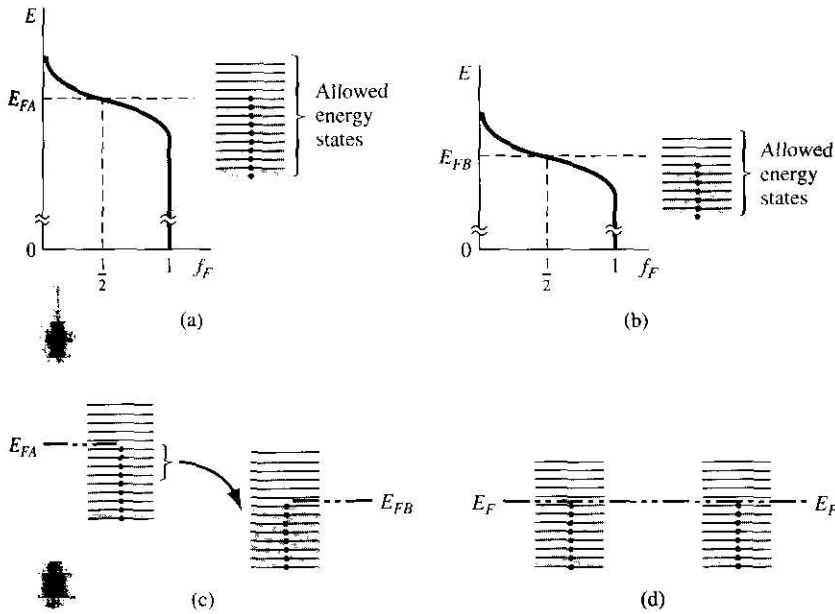 E
E_FA
0
1/2
1
f_F
Allowed
energy
states
(a)
E
E_FB
0
1/2
1
f_F
Allowed
energy
states
(b)
E_FA
E_FB
(c)
E_F
E_F
(d)